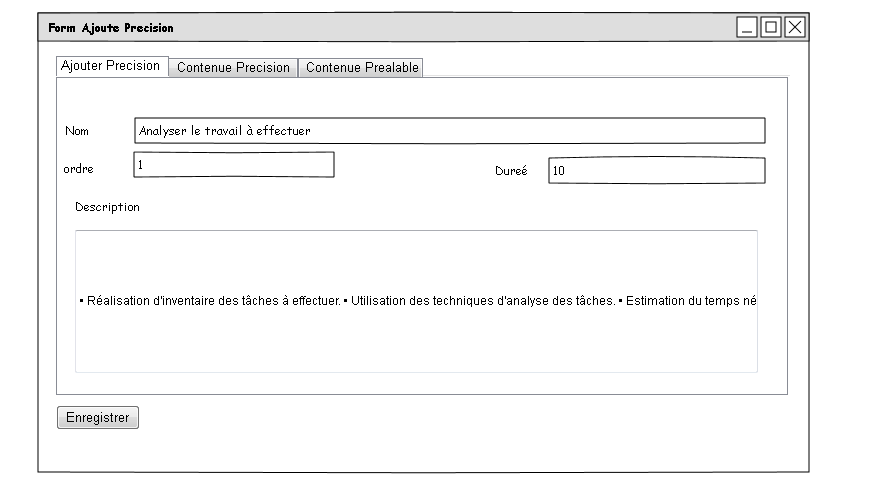 Form Ajoute Precision
Ajouter Precision Contenue Precision Contenue Prealable
Nom Analyser le travail à effectuer
ordre 1 Dureé 10
Description
▪ Réalisation d'inventaire des tâches à effectuer. ▪ Utilisation des techniques d'analyse des tâches. ▪ Estimation du temps né
Enregistrer